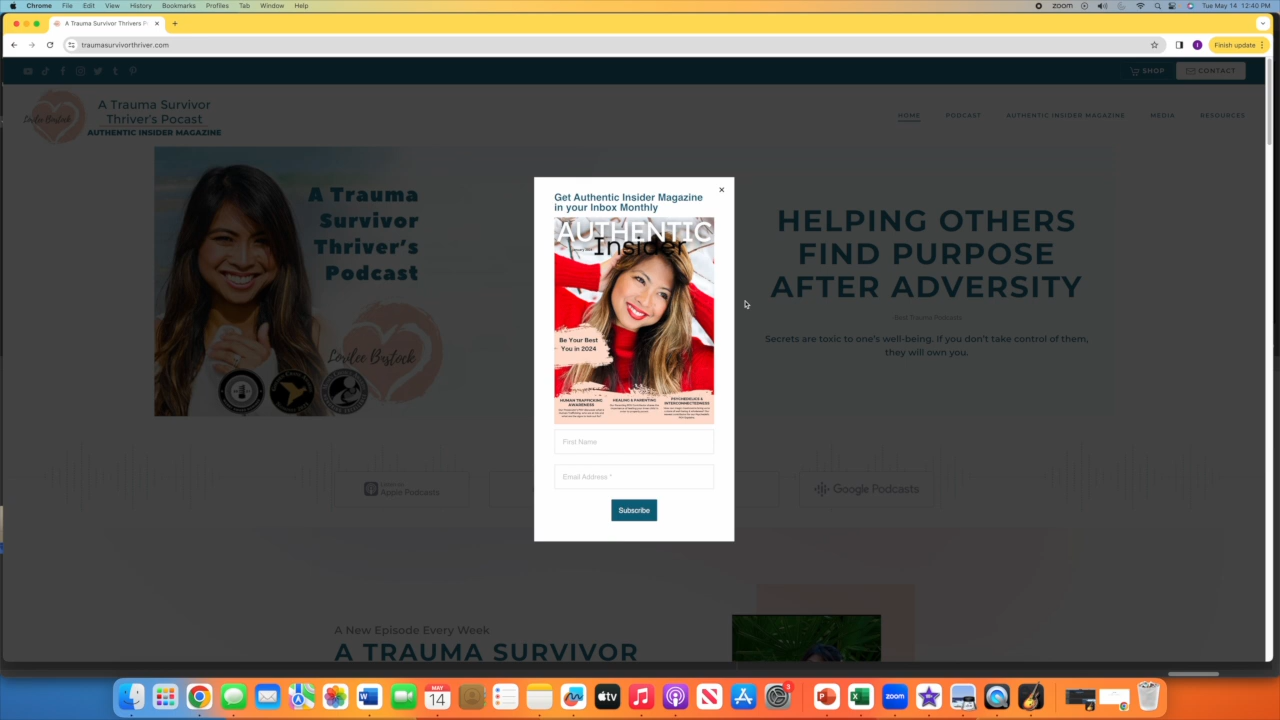 Chrome File Edit View History Bookmarks Profiles Tab Window Help
zoom
Tue May 14 12:40 PM
A Trauma Survivor Thrivers P
traumasurvivorthriver.com
Finish update
SHOP
CONTACT
Lorilee Bostock
A Trauma Survivor
Thriver's Pocast
AUTHENTIC INSIDER MAGAZINE
HOME PODCAST AUTHENTIC INSIDER MAGAZINE MEDIA RESOURCES
A Trauma
Survivor
Thriver's
Podcast
Lorilee Bostock
HELPING OTHERS
FIND PURPOSE
AFTER ADVERSITY
Best Trauma Podcasts
Secrets are toxic to one's well-being. If you don't take control of them,
they will own you.
Get Authentic Insider Magazine
in your Inbox Monthly
AUTHENTIC
Insider
Be Your Best
You in 2024
HUMAN TRAFFICKING
AWARENESS
HEALING & PARENTING
PSYCHEDELICS &
INTERCONNECTEDNESS
First Name
Email Address *
Subscribe
Apple Podcasts
Google Podcasts
A New Episode Every Week
A TRAUMA SURVIVOR
MAY
14
tv
zoom
3